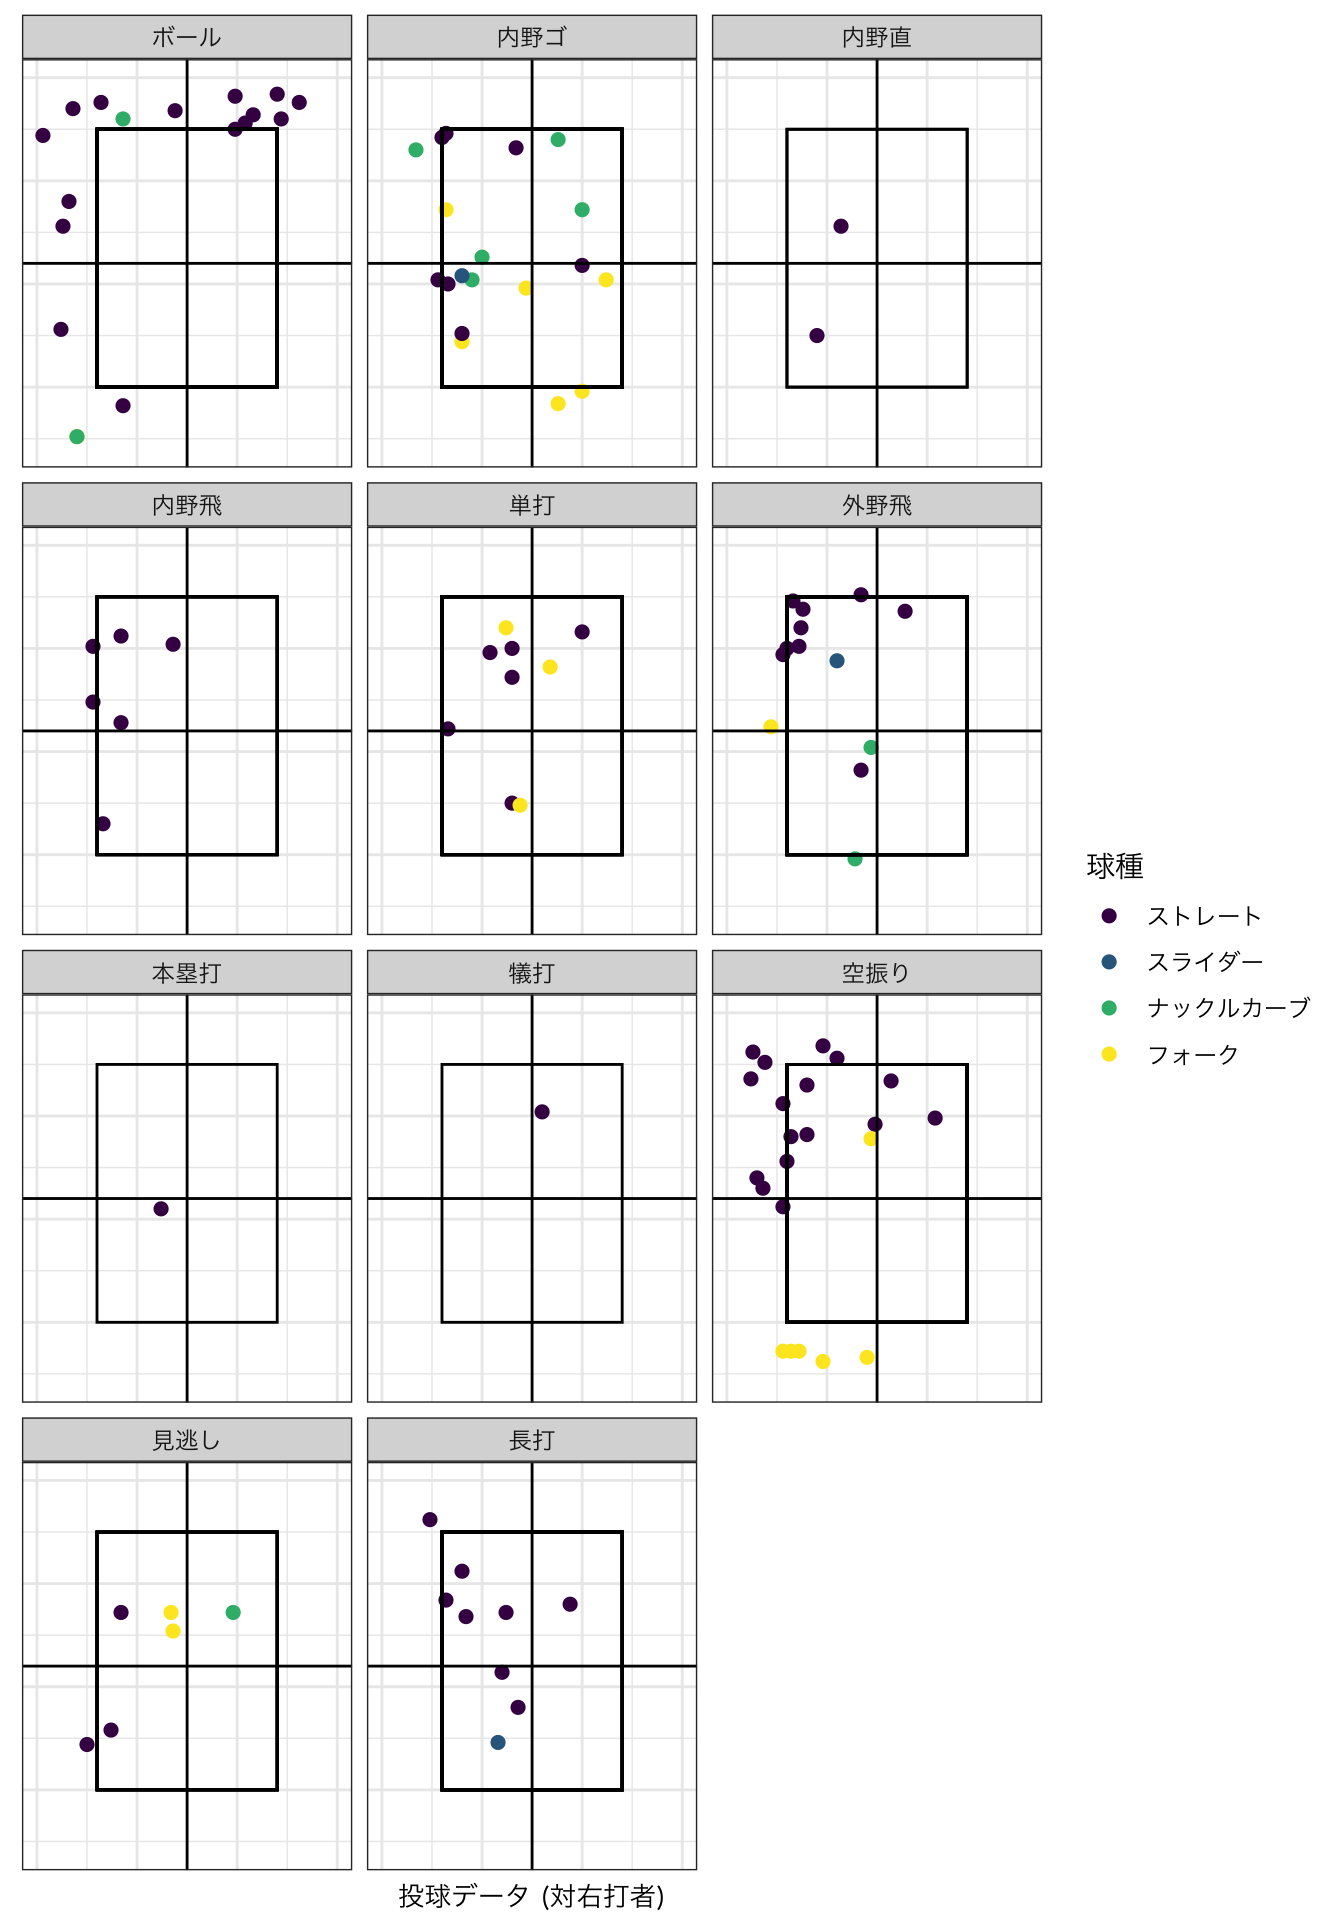 ボール
内野ゴ
内野直
内野飛
単打
外野飛
本塁打
犠打
空振り
見逃し
長打
球種
ストレート
スライダー
ナックルカーブ
フォーク
投球データ (対右打者)